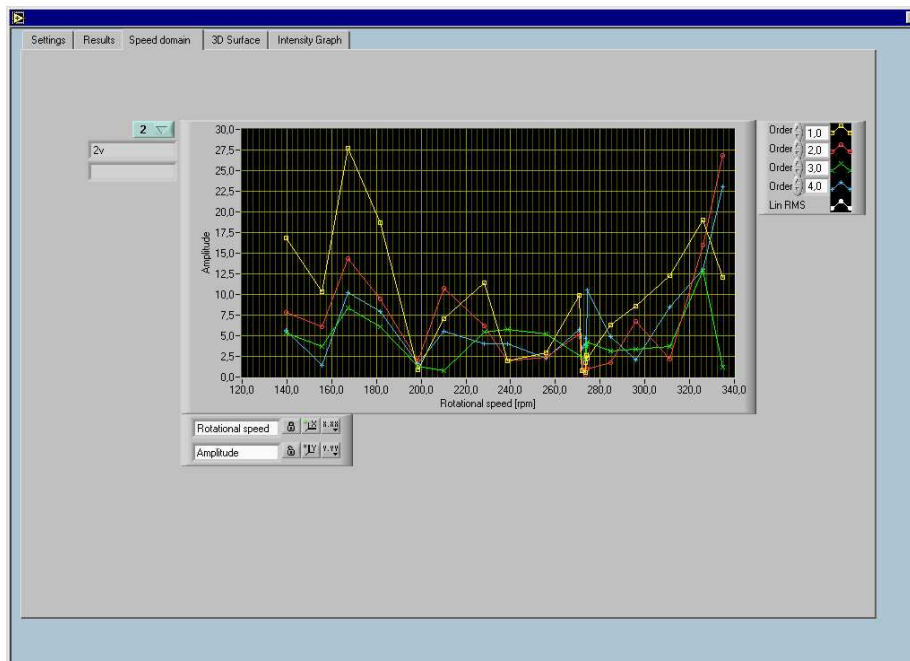 Settings Results Speed domain 3D Surface Intensity Graph
2
2v
Amplitude
30,0
27,5
25,0
22,5
20,0
17,5
15,0
12,5
10,0
7,5
5,0
2,5
0,0
120,0 140,0 160,0 180,0 200,0 220,0 240,0 260,0 280,0 300,0 320,0 340,0
Rotational speed [rpm]
Order 1,0
Order 2,0
Order 3,0
Order 4,0
Lin RMS
Rotational speed X X.XX
Amplitude Y Y.YY